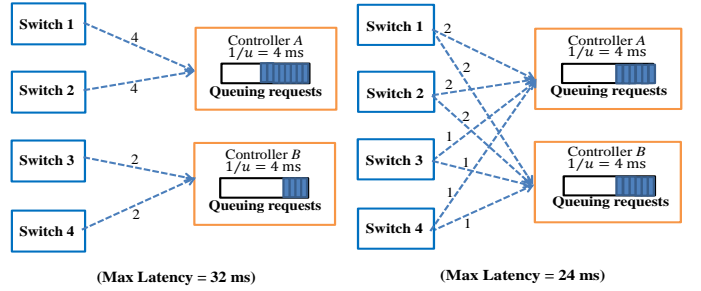 Switch 1
Switch 2
Switch 3
Switch 4
4
4
2
2
Controller A
1/u = 4 ms
Queuing requests
Controller B
1/u = 4 ms
Queuing requests
(Max Latency = 32 ms)
Switch 1
Switch 2
Switch 3
Switch 4
2
2
2
2
1
1
1
1
Controller A
1/u = 4 ms
Queuing requests
Controller B
1/u = 4 ms
Queuing requests
(Max Latency = 24 ms)